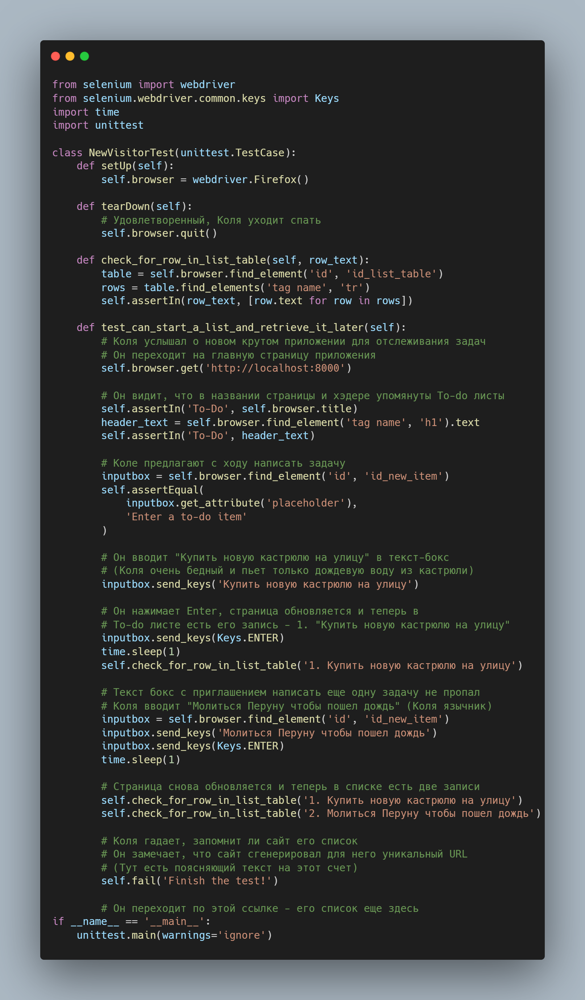 from selenium import webdriver
from selenium.webdriver.common.keys import Keys
import time
import unittest

class NewVisitorTest(unittest.TestCase):
    def setUp(self):
        self.browser = webdriver.Firefox()

    def tearDown(self):
        # Удовлетворенный, Коля уходит спать
        self.browser.quit()

    def check_for_row_in_list_table(self, row_text):
        table = self.browser.find_element('id', 'id_list_table')
        rows = table.find_elements('tag name', 'tr')
        self.assertIn(row_text, [row.text for row in rows])

    def test_can_start_a_list_and_retrieve_it_later(self):
        # Коля услышал о новом крутом приложении для отслеживания задач
        # Он переходит на главную страницу приложения
        self.browser.get('http://localhost:8000')

        # Он видит, что в названии страницы и хэдере упомянуты To-do листы
        self.assertIn('To-Do', self.browser.title)
        header_text = self.browser.find_element('tag name', 'h1').text
        self.assertIn('To-Do', header_text)

        # Коле предлагают с ходу написать задачу
        inputbox = self.browser.find_element('id', 'id_new_item')
        self.assertEqual(
            inputbox.get_attribute('placeholder'),
            'Enter a to-do item'
        )

        # Он вводит "Купить новую кастрюлю на улицу" в текст-бокс
        # (Коля очень бедный и пьет только дождевую воду из кастрюли)
        inputbox.send_keys('Купить новую кастрюлю на улицу')

        # Он нажимает Enter, страница обновляется и теперь в
        # To-do листе есть его запись - 1. "Купить новую кастрюлю на улицу"
        inputbox.send_keys(Keys.ENTER)
        time.sleep(1)
        self.check_for_row_in_list_table('1. Купить новую кастрюлю на улицу')

        # Текст бокс с приглашением написать еще одну задачу не пропал
        # Коля вводит "Молиться Перуну чтобы пошел дождь" (Коля язычник)
        inputbox = self.browser.find_element('id', 'id_new_item')
        inputbox.send_keys('Молиться Перуну чтобы пошел дождь')
        inputbox.send_keys(Keys.ENTER)
        time.sleep(1)

        # Страница снова обновляется и теперь в списке есть две записи
        self.check_for_row_in_list_table('1. Купить новую кастрюлю на улицу')
        self.check_for_row_in_list_table('2. Молиться Перуну чтобы пошел дождь')

        # Коля гадает, запомнит ли сайт его список
        # Он замечает, что сайт сгенерировал для него уникальный URL
        # (Тут есть поясняющий текст на этот счет)
        self.fail('Finish the test!')

        # Он переходит по этой ссылке - его список еще здесь
if __name__ == '__main__':
    unittest.main(warnings='ignore')